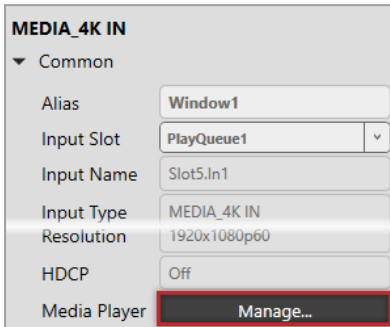 MEDIA_4K IN
Common
Alias Window1
Input Slot PlayQueue1
Input Name Slot5.In1
Input Type MEDIA_4K IN
Resolution 1920x1080p60
HDCP Off
Media Player Manage...